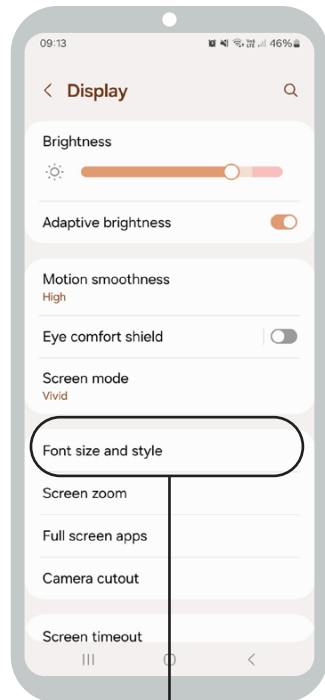 09:13 46%
Display
Brightness
Adaptive brightness
Motion smoothness
High
Eye comfort shield
Screen mode
Vivid
Font size and style
Screen zoom
Full screen apps
Camera cutout
Screen timeout